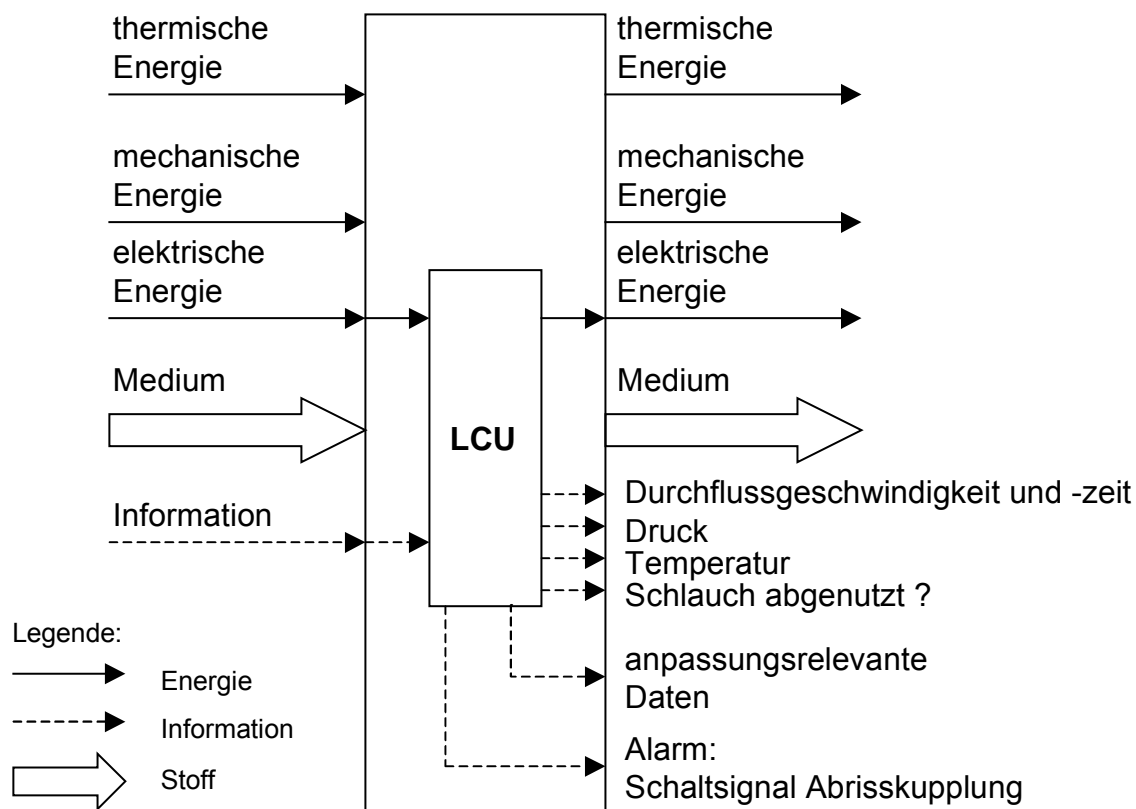 thermische
Energie
mechanische
Energie
elektrische
Energie
Medium
Information
LCU
thermische
Energie
mechanische
Energie
elektrische
Energie
Medium
Durchflussgeschwindigkeit und -zeit
Druck
Temperatur
Schlauch abgenutzt ?
anpassungsrelevante
Daten
Alarm:
Schaltsignal Abrisskupplung
Legende:
Energie
Information
Stoff